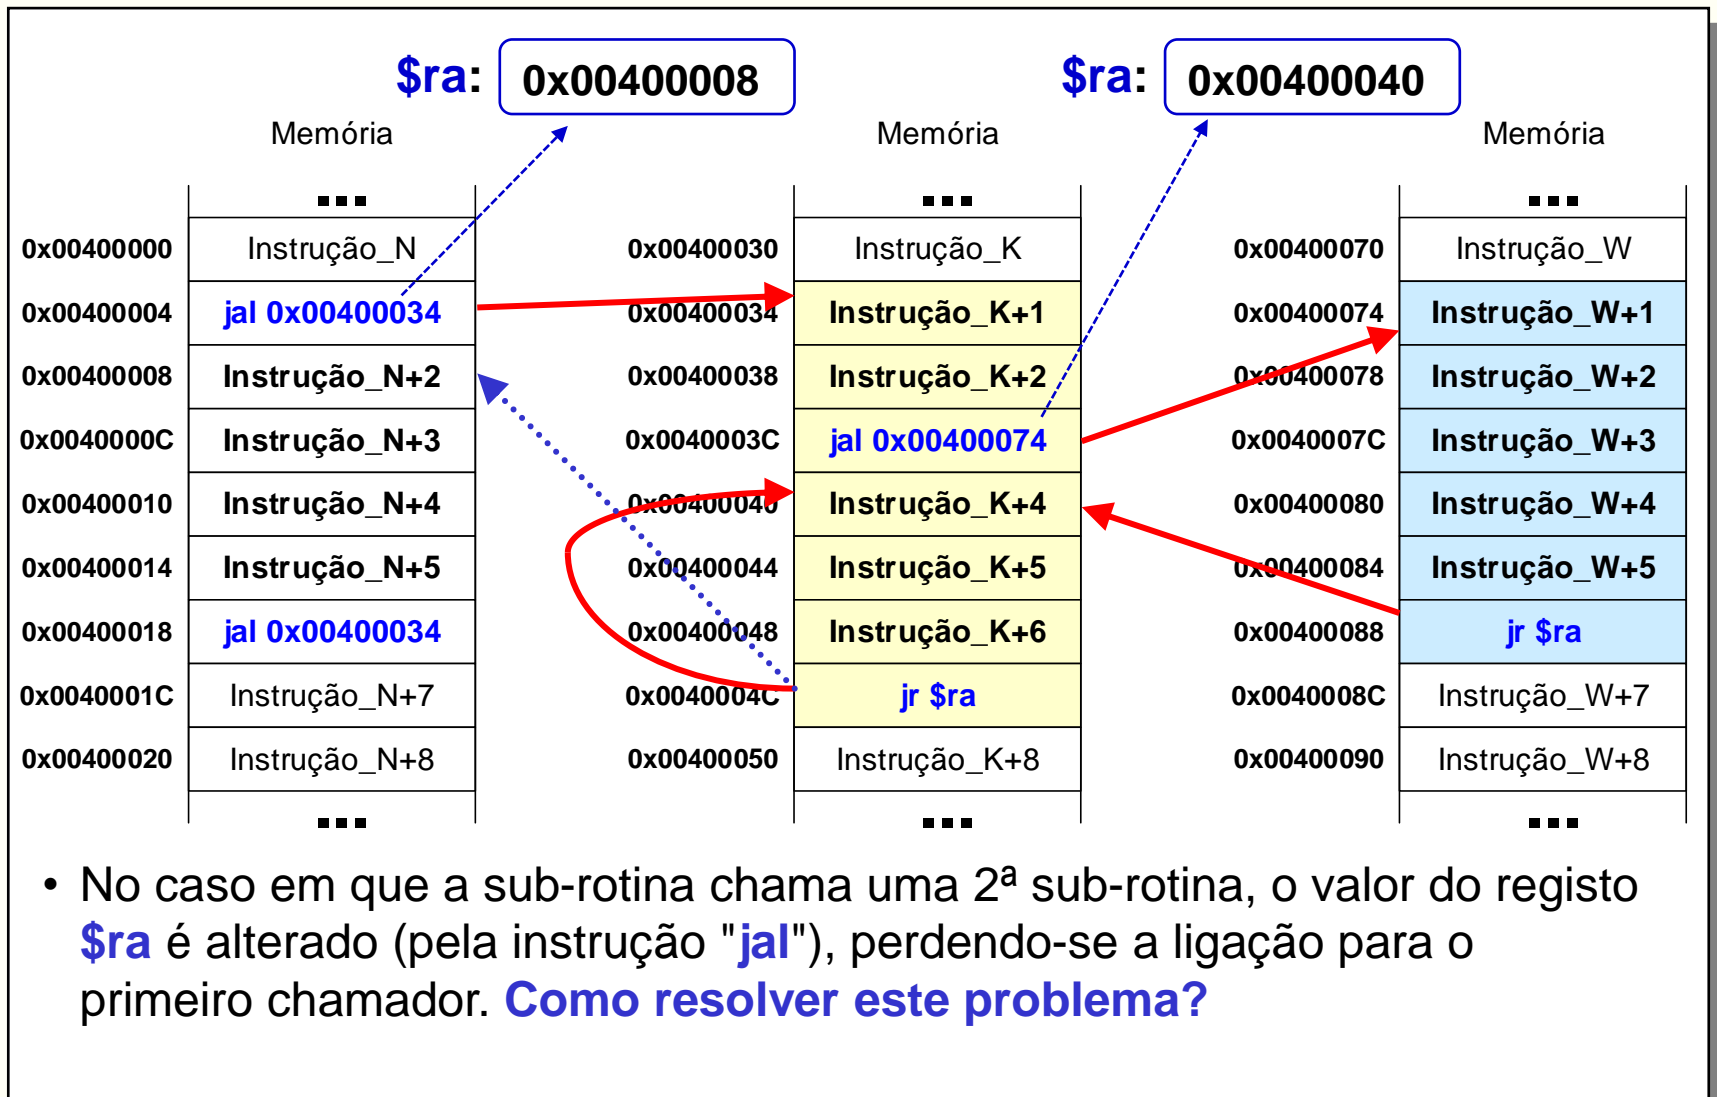 $ra: 0x00400008
$ra: 0x00400040
Memória
Memória
Memória
0x00400000 Instrução_N
0x00400004 jal 0x00400034
0x00400008 Instrução_N+2
0x0040000C Instrução_N+3
0x00400010 Instrução_N+4
0x00400014 Instrução_N+5
0x00400018 jal 0x00400034
0x0040001C Instrução_N+7
0x00400020 Instrução_N+8
0x00400030 Instrução_K
0x00400034 Instrução_K+1
0x00400038 Instrução_K+2
0x0040003C jal 0x00400074
0x00400040 Instrução_K+4
0x00400044 Instrução_K+5
0x00400048 Instrução_K+6
0x0040004C jr $ra
0x00400050 Instrução_K+8
0x00400070 Instrução_W
0x00400074 Instrução_W+1
0x00400078 Instrução_W+2
0x0040007C Instrução_W+3
0x00400080 Instrução_W+4
0x00400084 Instrução_W+5
0x00400088 jr $ra
0x0040008C Instrução_W+7
0x00400090 Instrução_W+8
• No caso em que a sub-rotina chama uma 2ª sub-rotina, o valor do registo
$ra é alterado (pela instrução "jal"), perdendo-se a ligação para o
primeiro chamador. Como resolver este problema?